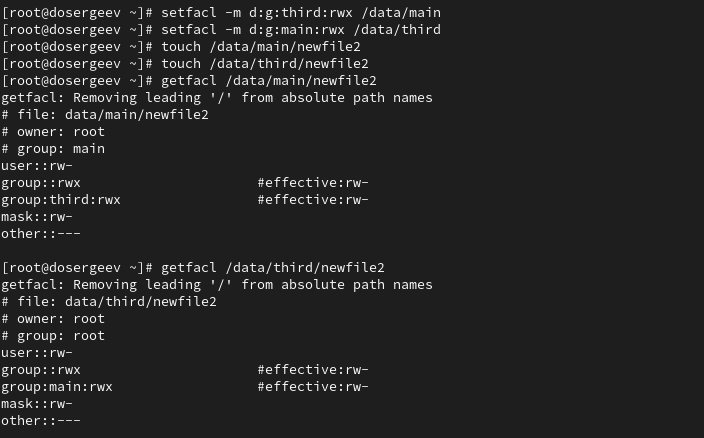 [root@dosergeev ~]# setfacl -m d:g:third:rwx /data/main
[root@dosergeev ~]# setfacl -m d:g:main:rwx /data/third
[root@dosergeev ~]# touch /data/main/newfile2
[root@dosergeev ~]# touch /data/third/newfile2
[root@dosergeev ~]# getfacl /data/main/newfile2
getfacl: Removing leading '/' from absolute path names
# file: data/main/newfile2
# owner: root
# group: main
user::rw-
group::rwx                      #effective:rw-
group:third:rwx                 #effective:rw-
mask::rw-
other::---

[root@dosergeev ~]# getfacl /data/third/newfile2
getfacl: Removing leading '/' from absolute path names
# file: data/third/newfile2
# owner: root
# group: root
user::rw-
group::rwx                      #effective:rw-
group:main:rwx                  #effective:rw-
mask::rw-
other::---